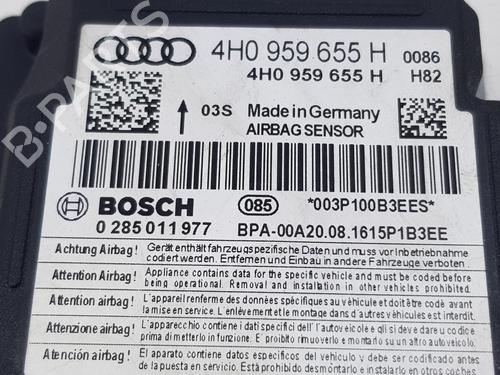 4H0 959 655 H 0086
4H0 959 655 H H82
03S Made in Germany
AIRBAG SENSOR
BOSCH 085 *003P100B3EES*
0 285 011 977 BPA-00A20.08.1615P1B3EE
Achtung Airbag! Gerät enthält fahrzeugspezifische Daten und muss vor Inbetriebnahme
codiert werden. Entfernen und Einbau in andere Fahrzeuge verboten.
Attention Airbag! Appliance contains data for the specific vehicle and must be coded before
being operational. Removal and installation in other vehicles prohibited.
Attention Airbag! L'appareil renferme des données spécifiques au véhicule et doit être codé avant
la mise en service. L'enlèvement et le montage dans d'autres véhicules est interdit.
Attenzione airbag! L'apparecchio contiene i dati specifici dell'autoveicolo e gli si deve dare u codice
prima di metterlo in funzione. E' proibito rimuoverlo e montarlo su un altro autoveicolo.
Atención airbag! El aparato contiene datos específicos del vehículo y debe ser codificado antes
de la puesta en servicio. Está prohibido desmontarlo e instalarlo en otros coches
B-PARTS